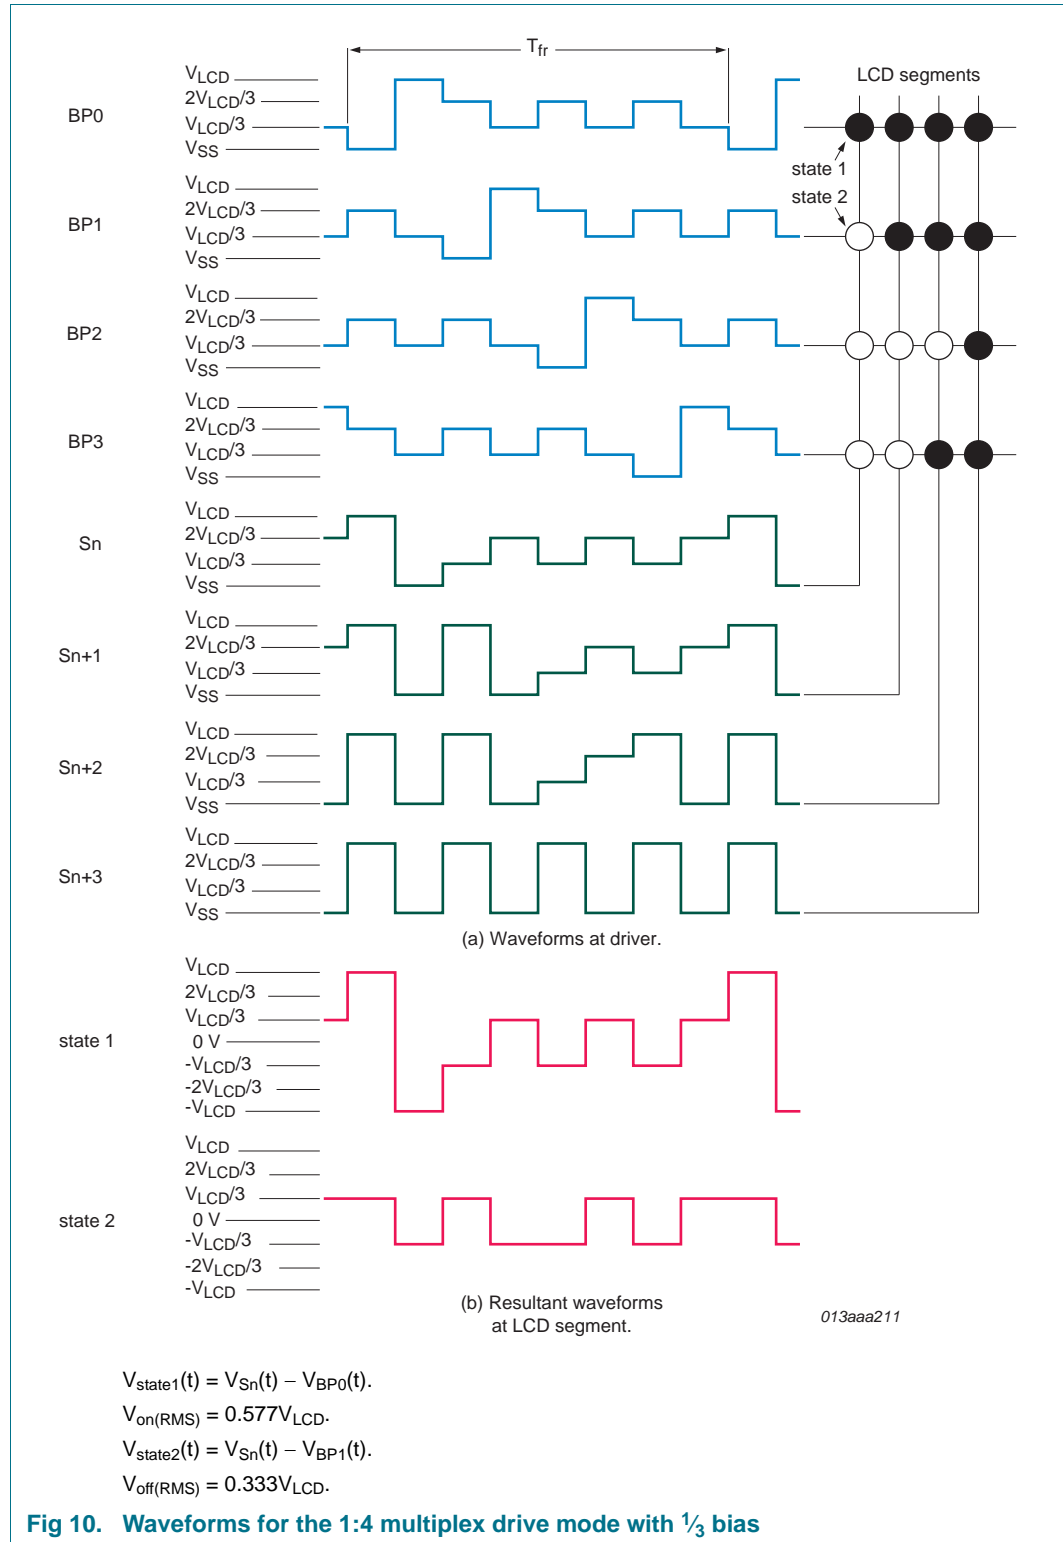 Tfr
BP0
VLCD
2VLCD/3
VLCD/3
VSS
LCD segments
state 1
state 2
BP1
VLCD
2VLCD/3
VLCD/3
VSS
BP2
VLCD
2VLCD/3
VLCD/3
VSS
BP3
VLCD
2VLCD/3
VLCD/3
VSS
Sn
VLCD
2VLCD/3
VLCD/3
VSS
Sn+1
VLCD
2VLCD/3
VLCD/3
VSS
Sn+2
VLCD
2VLCD/3
VLCD/3
VSS
Sn+3
VLCD
2VLCD/3
VLCD/3
VSS
(a) Waveforms at driver.
state 1
VLCD
2VLCD/3
VLCD/3
0 V
-VLCD/3
-2VLCD/3
-VLCD
state 2
VLCD
2VLCD/3
VLCD/3
0 V
-VLCD/3
-2VLCD/3
-VLCD
(b) Resultant waveforms
at LCD segment.
013aaa211
Vstate1(t) = VSn(t) − VBP0(t).
Von(RMS) = 0.577VLCD.
Vstate2(t) = VSn(t) − VBP1(t).
Voff(RMS) = 0.333VLCD.
Fig 10. Waveforms for the 1:4 multiplex drive mode with 1⁄3 bias